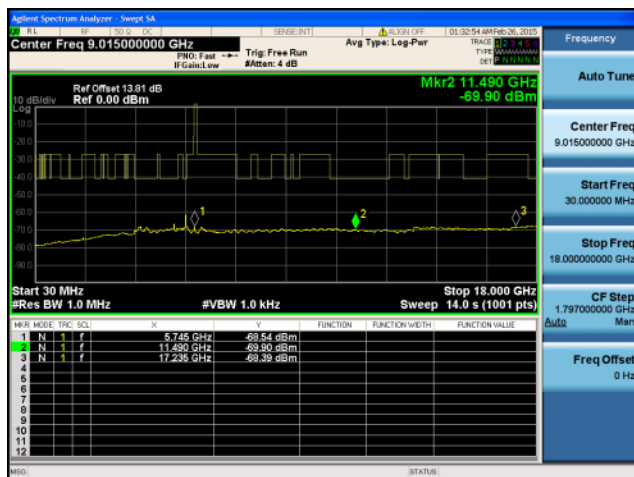 Agilent Spectrum Analyzer - Swept SA
RL RF 50 Ω DC SENSE:INT ALIGN OFF 01:32:54 AM Feb 26, 2015
Center Freq 9.015000000 GHz
PNO: Fast
IFGain:Low
Trig: Free Run
#Atten: 4 dB
Avg Type: Log-Pwr
TRACE 1 2 3 4 5 6
TYPE
DET P N N N N N
Ref Offset 13.81 dB
Mkr2 11.490 GHz
10 dB/div Ref 0.00 dBm
-69.90 dBm
Log
-10.0
-20.0
-30.0
-40.0
-50.0
-60.0
-70.0
-80.0
-90.0
1
2
3
Start 30 MHz Stop 18.000 GHz
#Res BW 1.0 MHz #VBW 1.0 kHz Sweep 14.0 s (1001 pts)
MKR MODE TRC SCL X Y FUNCTION FUNCTION WIDTH FUNCTION VALUE
1 N 1 f 5.745 GHz -68.54 dBm
2 N 1 f 11.490 GHz -69.90 dBm
3 N 1 f 17.235 GHz -68.39 dBm
4
5
6
7
8
9
10
11
12
MSG STATUS
Frequency
Auto Tune
Center Freq
9.015000000 GHz
Start Freq
30.000000 MHz
Stop Freq
18.000000000 GHz
CF Step
1.797000000 GHz
Auto Man
Freq Offset
0 Hz